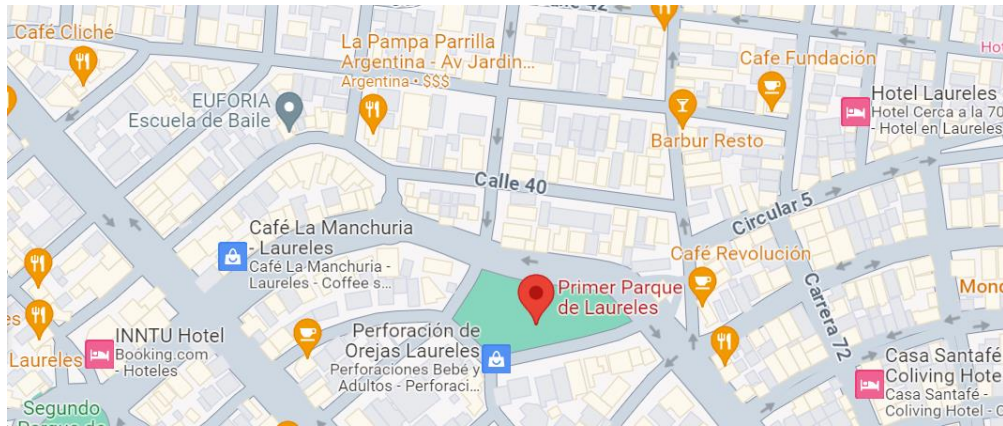 Calle 42
Café Cliché
La Pampa Parrilla
Argentina - Av Jardin...
Argentina • $$$
EUFORIA
Escuela de Baile
Cafe Fundación
Hotel Laureles
Hotel Cerca a la 70
- Hotel en Laureles
Barbur Resto
Calle 40
Circular 5
Café La Manchuria
- Laureles
Café La Manchuria -
Laureles - Coffee s...
Café Revolución
Primer Parque
de Laureles
Carrera 72
INNTU Hotel
Booking.com
- Hoteles
Laureles
Perforación de
Orejas Laureles
Perforaciones Bebé y
Adultos - Perforaci...
Casa Santafé
Coliving Hote
Casa Santafé -
Coliving Hotel - C
Segundo